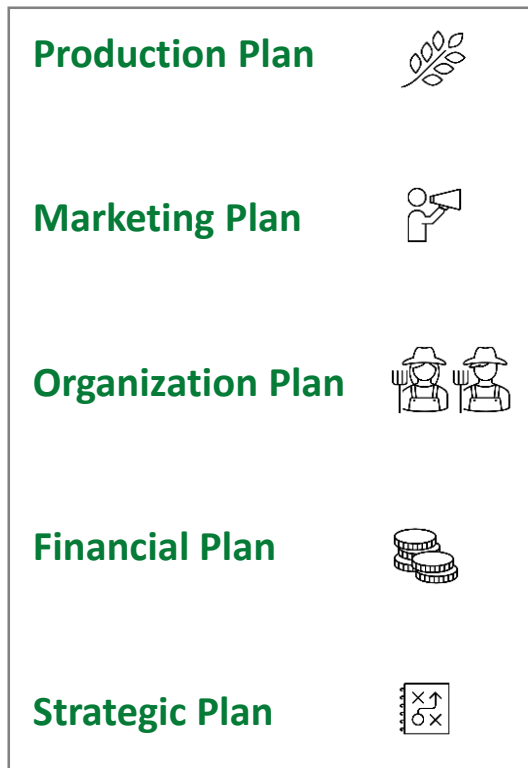 Production Plan
Marketing Plan
Organization Plan
Financial Plan
Strategic Plan